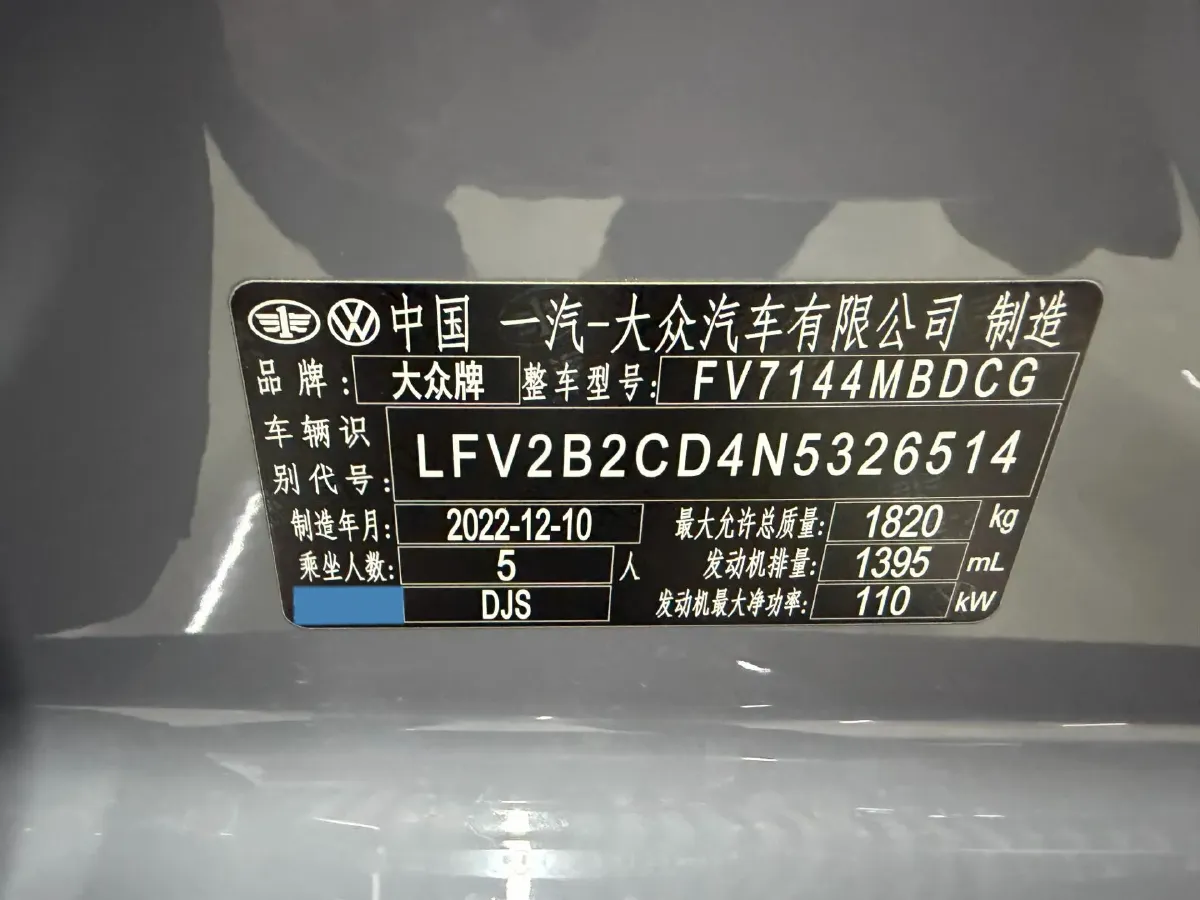 中国 一汽-大众汽车有限公司 制造
品牌: 大众牌 整车型号: FV7144MBDCG
车辆识别代号: LFV2B2CD4N5326514
制造年月: 2022-12-10 最大允许总质量: 1820 kg
乘坐人数: 5 人 发动机排量: 1395 mL
DJS 发动机最大净功率: 110 kW